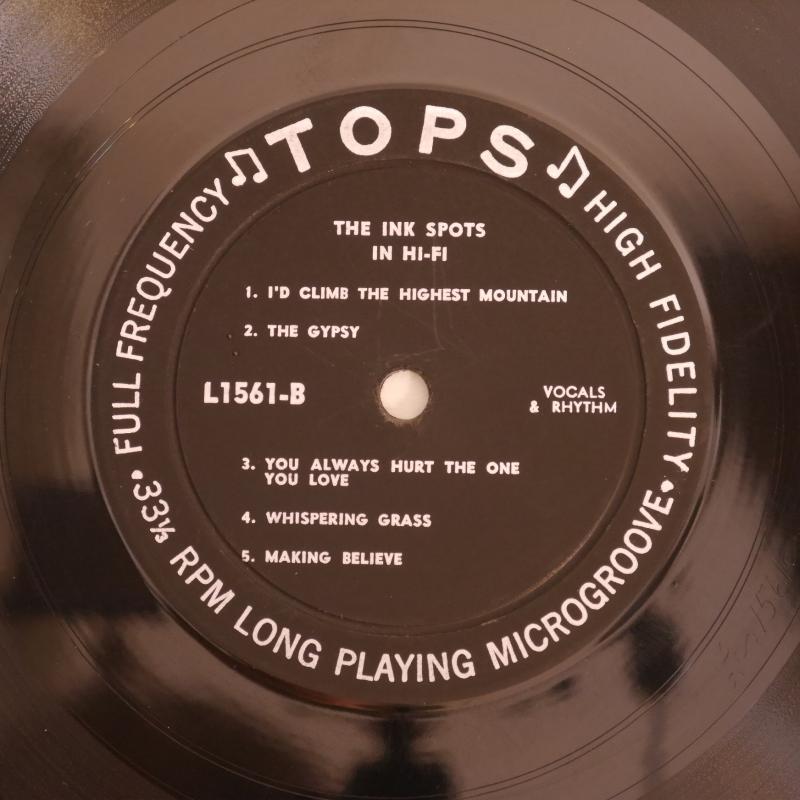 TOPS
FULL FREQUENCY
HIGH FIDELITY
THE INK SPOTS
IN HI-FI
1. I'D CLIMB THE HIGHEST MOUNTAIN
2. THE GYPSY
L1561-B
VOCALS
& RHYTHM
3. YOU ALWAYS HURT THE ONE
YOU LOVE
4. WHISPERING GRASS
5. MAKING BELIEVE
• 33⅓ RPM LONG PLAYING MICROGROOVE •